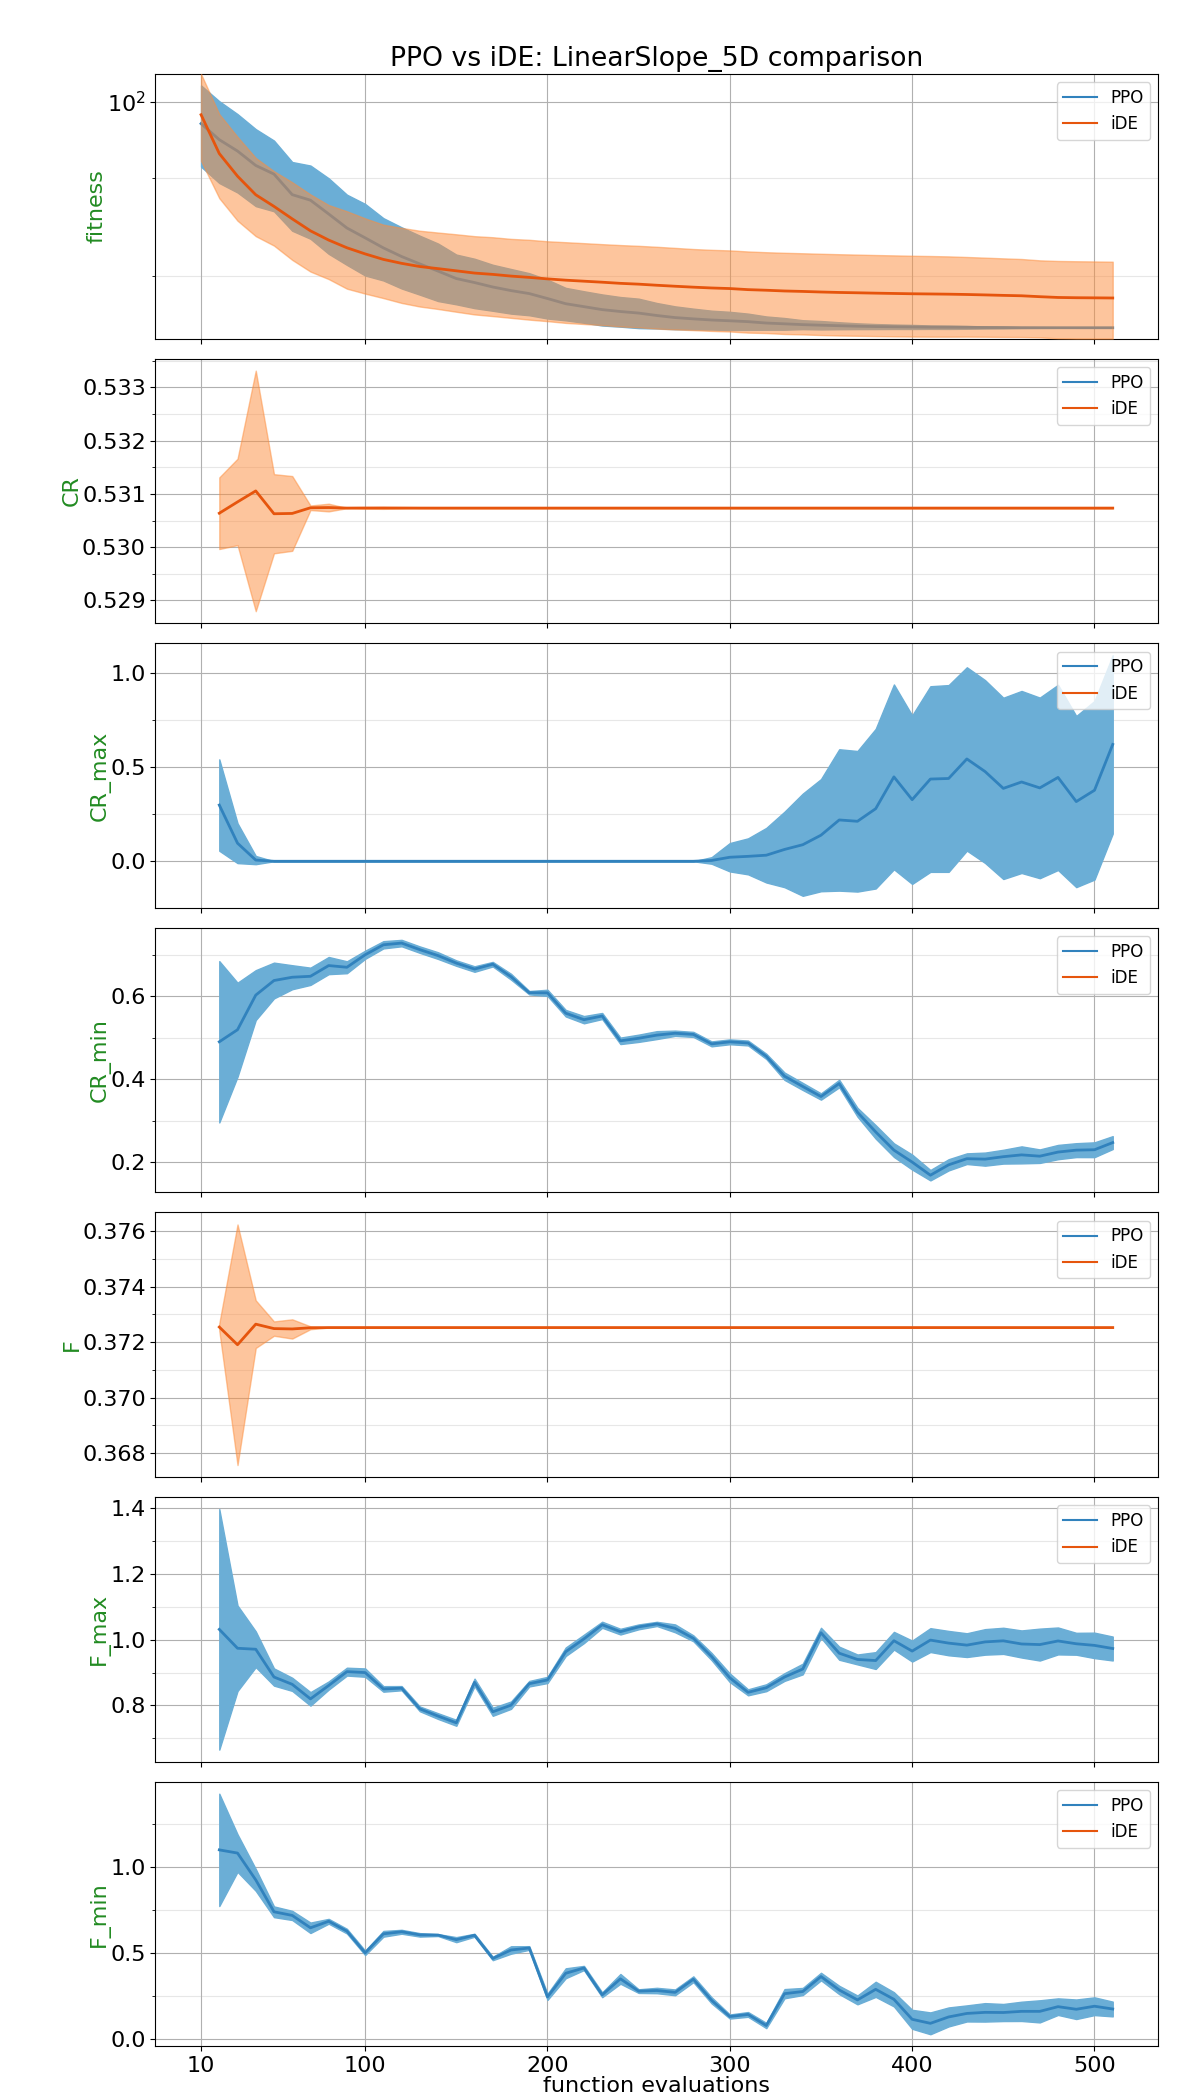 PPO vs iDE: LinearSlope_5D comparison
10²
fitness
PPO
iDE
0.533
0.532
0.531
0.530
0.529
CR
PPO
iDE
1.0
0.5
0.0
CR_max
PPO
iDE
0.6
0.4
0.2
CR_min
PPO
iDE
0.376
0.374
0.372
0.370
0.368
F
PPO
iDE
1.4
1.2
1.0
0.8
F_max
PPO
iDE
1.0
0.5
0.0
F_min
PPO
iDE
10 100 200 300 400 500
function evaluations